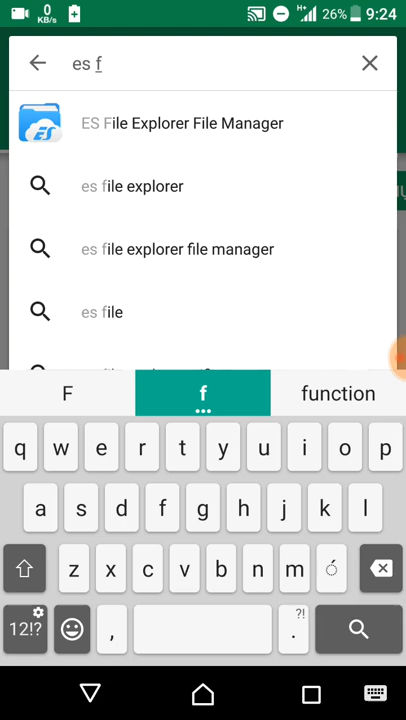 0 KB/s H+ 26% 9:24
es f
ES File Explorer File Manager
es file explorer
es file explorer file manager
es file
F f function
q w e r t y u i o p
a s d f g h j k l
z x c v b n m ó
12!? , . ?!